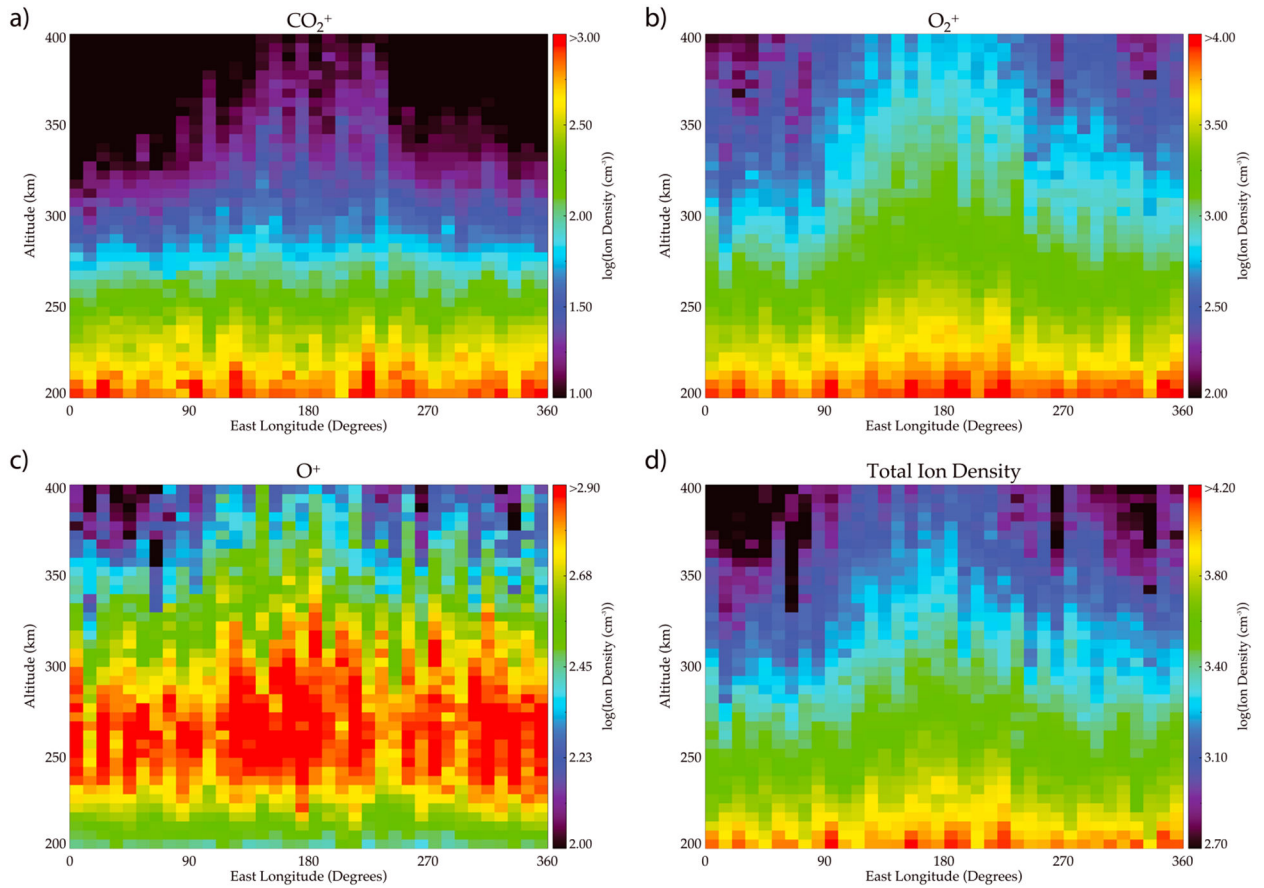 a)
CO₂⁺
400
350
300
250
200
Altitude (km)
0 90 180 270 360
East Longitude (Degrees)
>3.00
2.50
2.00
1.50
1.00
log(Ion Density (cm⁻³))
b)
O₂⁺
400
350
300
250
200
Altitude (km)
0 90 180 270 360
East Longitude (Degrees)
>4.00
3.50
3.00
2.50
2.00
log(Ion Density (cm⁻³))
c)
O⁺
400
350
300
250
200
Altitude (km)
0 90 180 270 360
East Longitude (Degrees)
>2.90
2.68
2.45
2.23
2.00
log(Ion Density (cm⁻³))
d)
Total Ion Density
400
350
300
250
200
Altitude (km)
0 90 180 270 360
East Longitude (Degrees)
>4.20
3.80
3.40
3.10
2.70
log(Ion Density (cm⁻³))